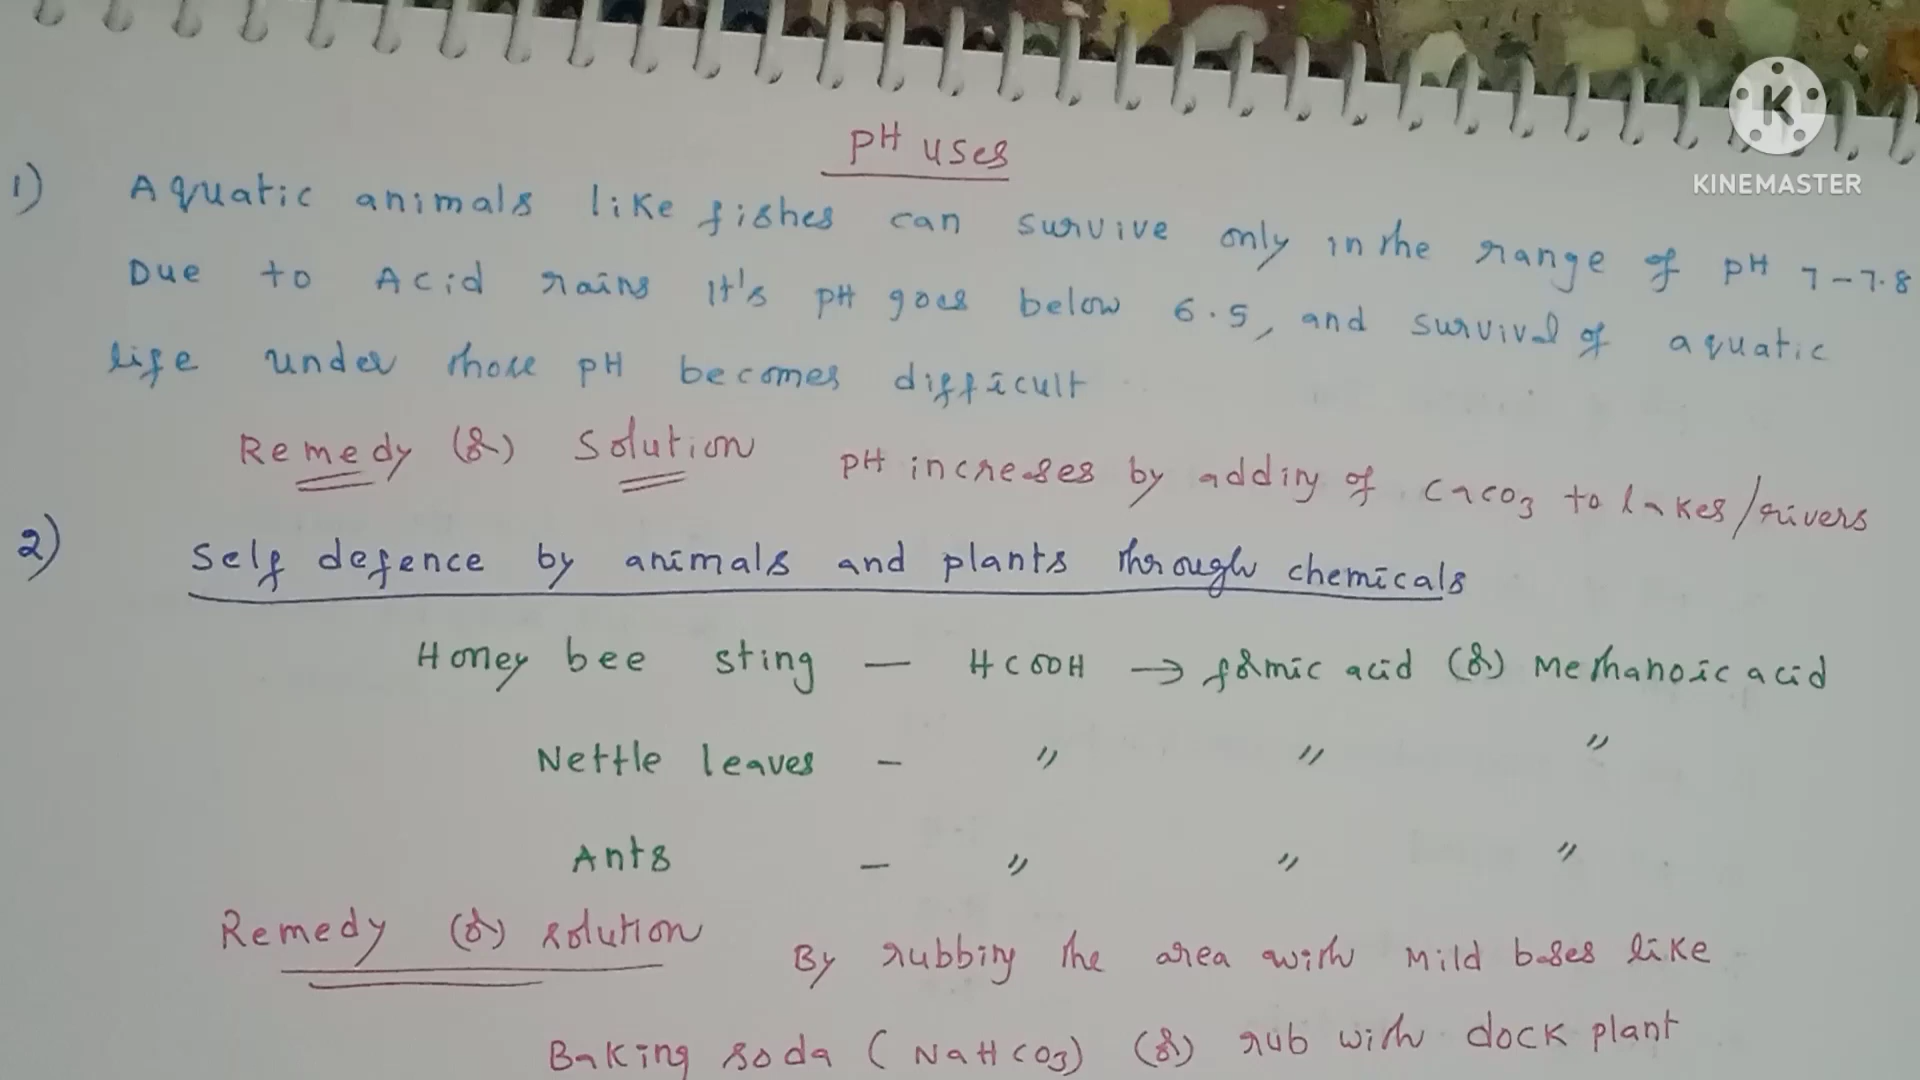 KINEMASTER
pH uses
1) Aquatic animals like fishes can survive only in the range of pH 7-7.8
Due to Acid rains It's pH goes below 6.5, and survival of aquatic
life under those pH becomes difficult
Remedy (or) Solution pH increases by adding of CaCO3 to lakes/rivers
2) Self defence by animals and plants through chemicals
Honey bee sting — HCOOH → formic acid (or) Methanoic acid
Nettle leaves - " " "
Ants - " " "
Remedy (or) solution By rubbing the area with Mild bases like
Baking soda (NaHCO3) (or) rub with dock plant